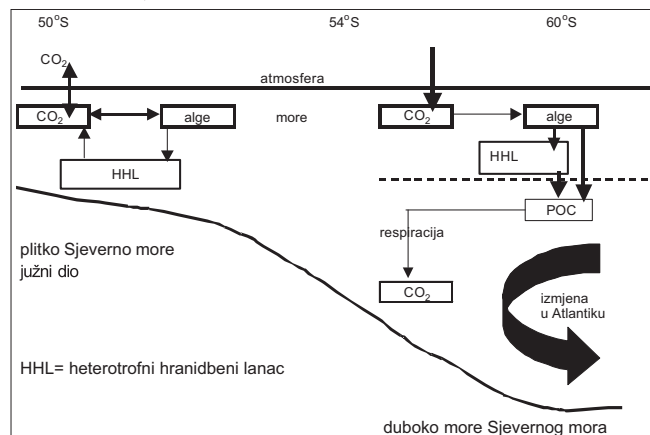 50°S 54°S 60°S
CO₂
atmosfera
CO₂ alge more CO₂ alge
HHL
HHL
POC
respiracija
plitko Sjeverno more
južni dio
CO₂
izmjena
u Atlantiku
HHL= heterotrofni hranidbeni lanac
duboko more Sjevernog mora